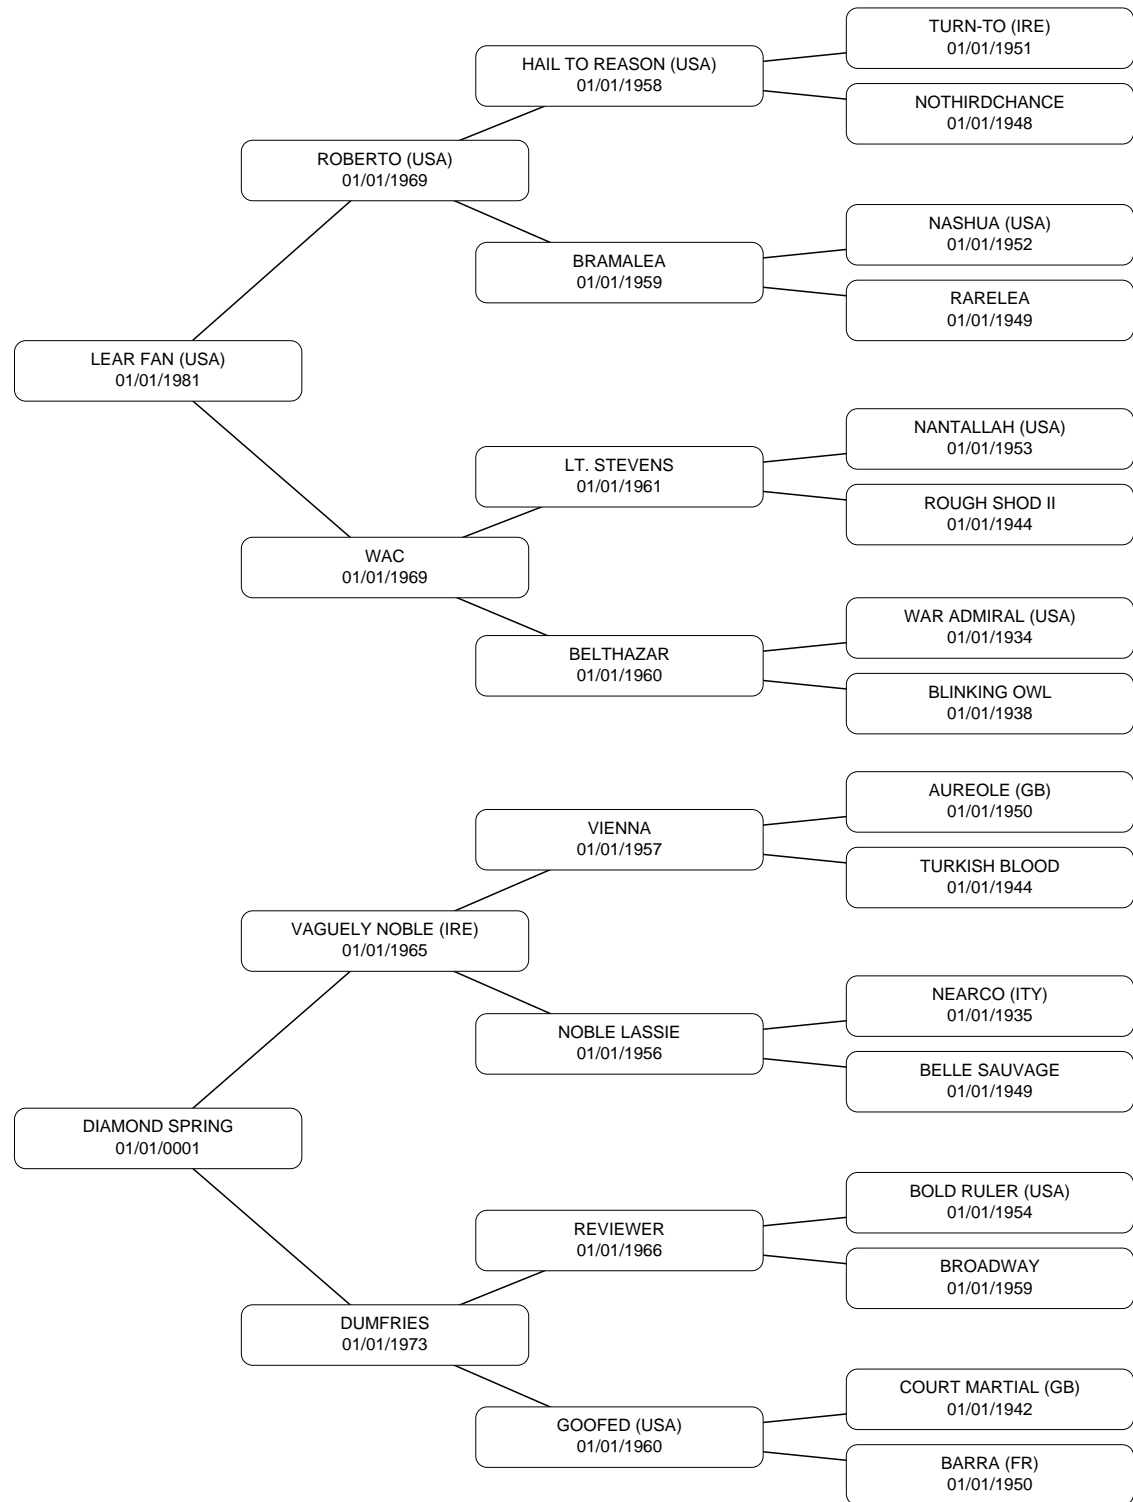 TURN-TO (IRE)
01/01/1951
HAIL TO REASON (USA)
01/01/1958
NOTHIRDCHANCE
01/01/1948
ROBERTO (USA)
01/01/1969
NASHUA (USA)
01/01/1952
BRAMALEA
01/01/1959
RARELEA
01/01/1949
LEAR FAN (USA)
01/01/1981
NANTALLAH (USA)
01/01/1953
LT. STEVENS
01/01/1961
ROUGH SHOD II
01/01/1944
WAC
01/01/1969
WAR ADMIRAL (USA)
01/01/1934
BELTHAZAR
01/01/1960
BLINKING OWL
01/01/1938
AUREOLE (GB)
01/01/1950
VIENNA
01/01/1957
TURKISH BLOOD
01/01/1944
VAGUELY NOBLE (IRE)
01/01/1965
NEARCO (ITY)
01/01/1935
NOBLE LASSIE
01/01/1956
BELLE SAUVAGE
01/01/1949
DIAMOND SPRING
01/01/0001
BOLD RULER (USA)
01/01/1954
REVIEWER
01/01/1966
BROADWAY
01/01/1959
DUMFRIES
01/01/1973
COURT MARTIAL (GB)
01/01/1942
GOOFED (USA)
01/01/1960
BARRA (FR)
01/01/1950